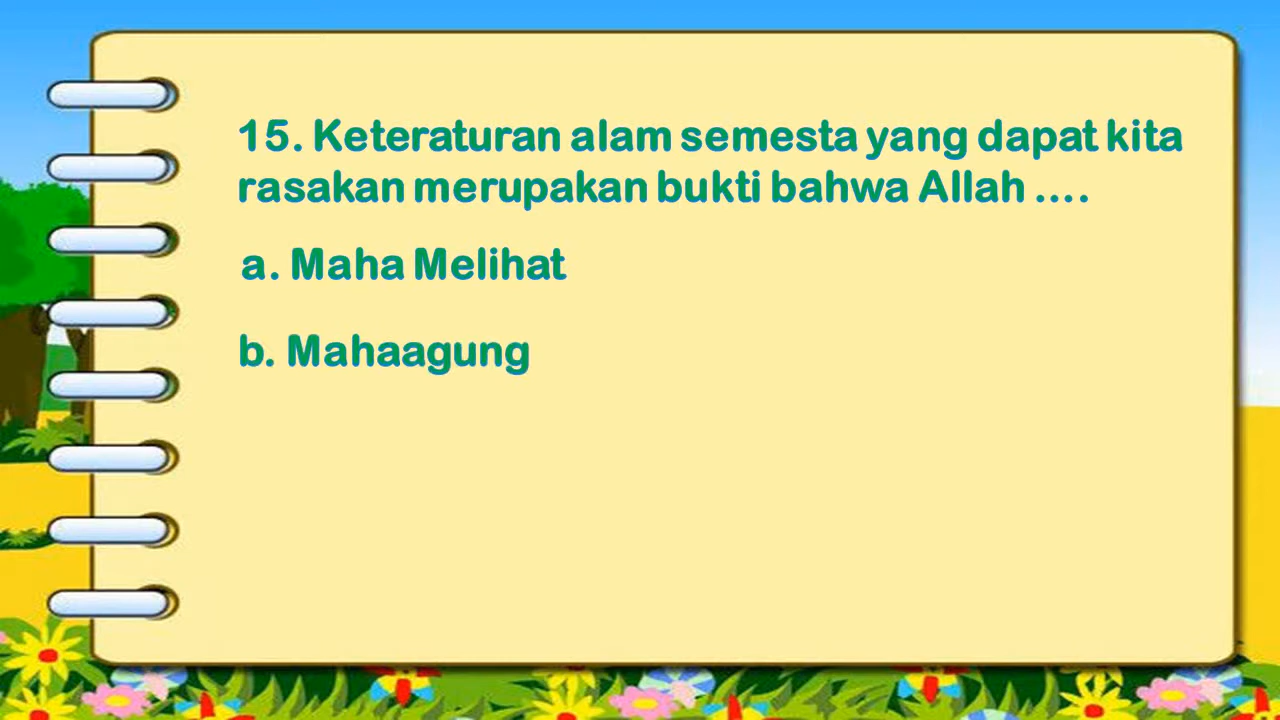 15. Keteraturan alam semesta yang dapat kita
rasakan merupakan bukti bahwa Allah ....
a. Maha Melihat
b. Mahaagung